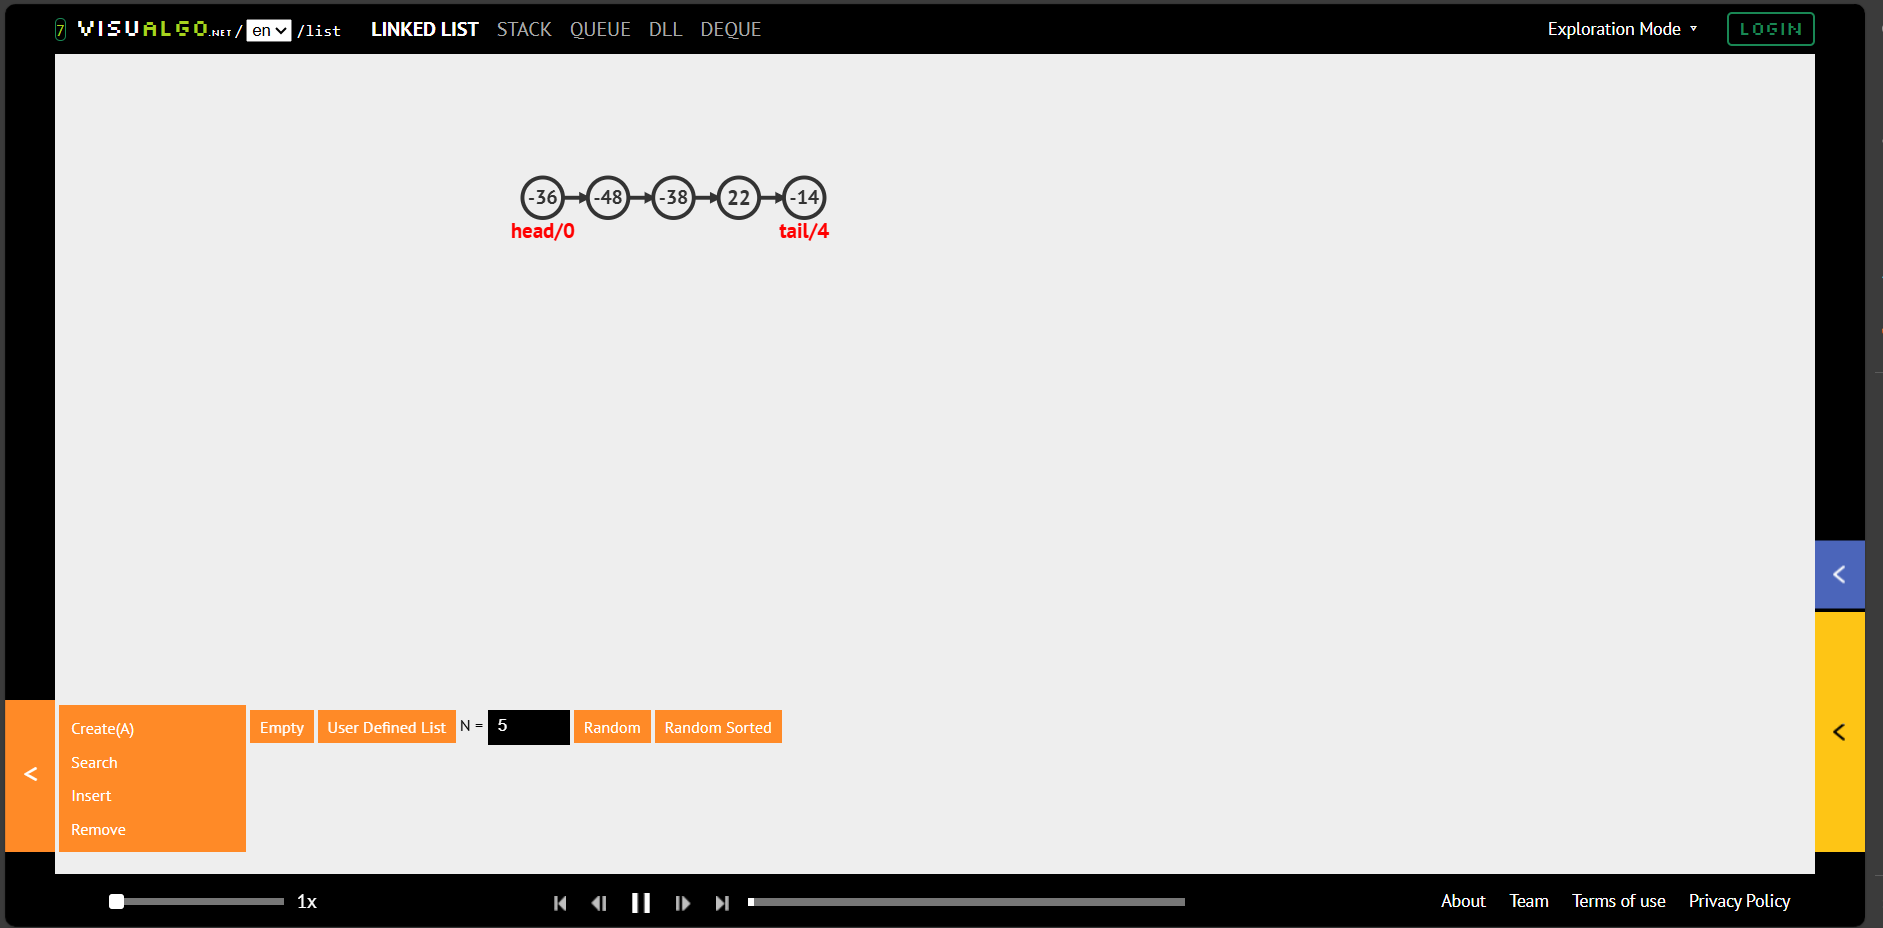 7 VISUALGO.NET/ en /list LINKED LIST STACK QUEUE DLL DEQUE Exploration Mode ▾ LOGIN
-36 -48 -38 22 -14
head/0 tail/4
Create(A) Empty User Defined List N = 5 Random Random Sorted
Search
Insert
Remove
1x About Team Terms of use Privacy Policy